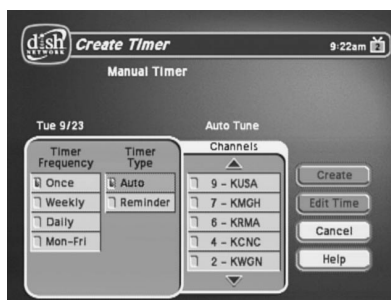 dish
NETWORK
Create Timer
9:22am
2
Manual Timer
Tue 9/23
Auto Tune
Timer
Frequency
Timer
Type
Channels
Once
Auto
9 - KUSA
Create
Weekly
Reminder
7 - KMGH
Edit Time
Daily
6 - KRMA
Cancel
Mon-Fri
4 - KCNC
Help
2 - KWGN